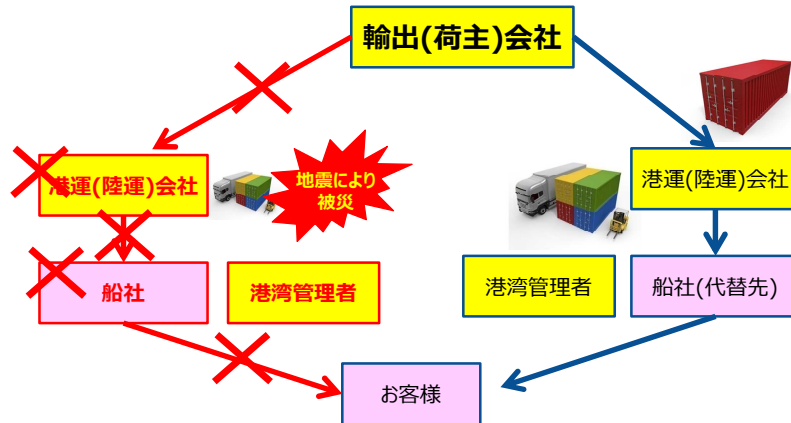 輸出(荷主)会社
港運(陸運)会社
地震により
被災
港運(陸運)会社
船社
港湾管理者
港湾管理者
船社(代替先)
お客様